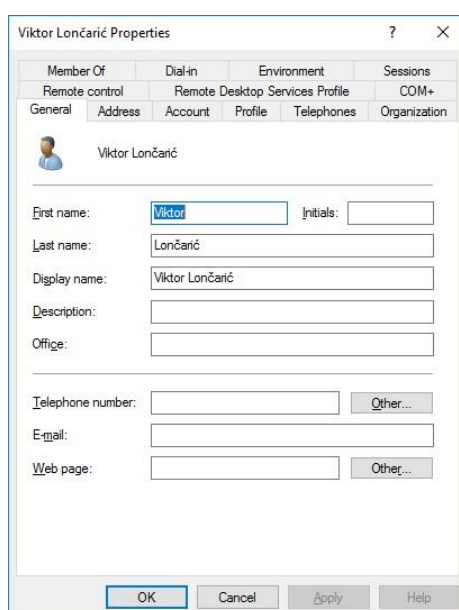 Viktor Lončarić Properties ? X
Member Of Dial-in Environment Sessions
Remote control Remote Desktop Services Profile COM+
General Address Account Profile Telephones Organization
Viktor Lončarić
First name: Viktor Initials:
Last name: Lončarić
Display name: Viktor Lončarić
Description:
Office:
Telephone number: Other...
E-mail:
Web page: Other...
OK Cancel Apply Help